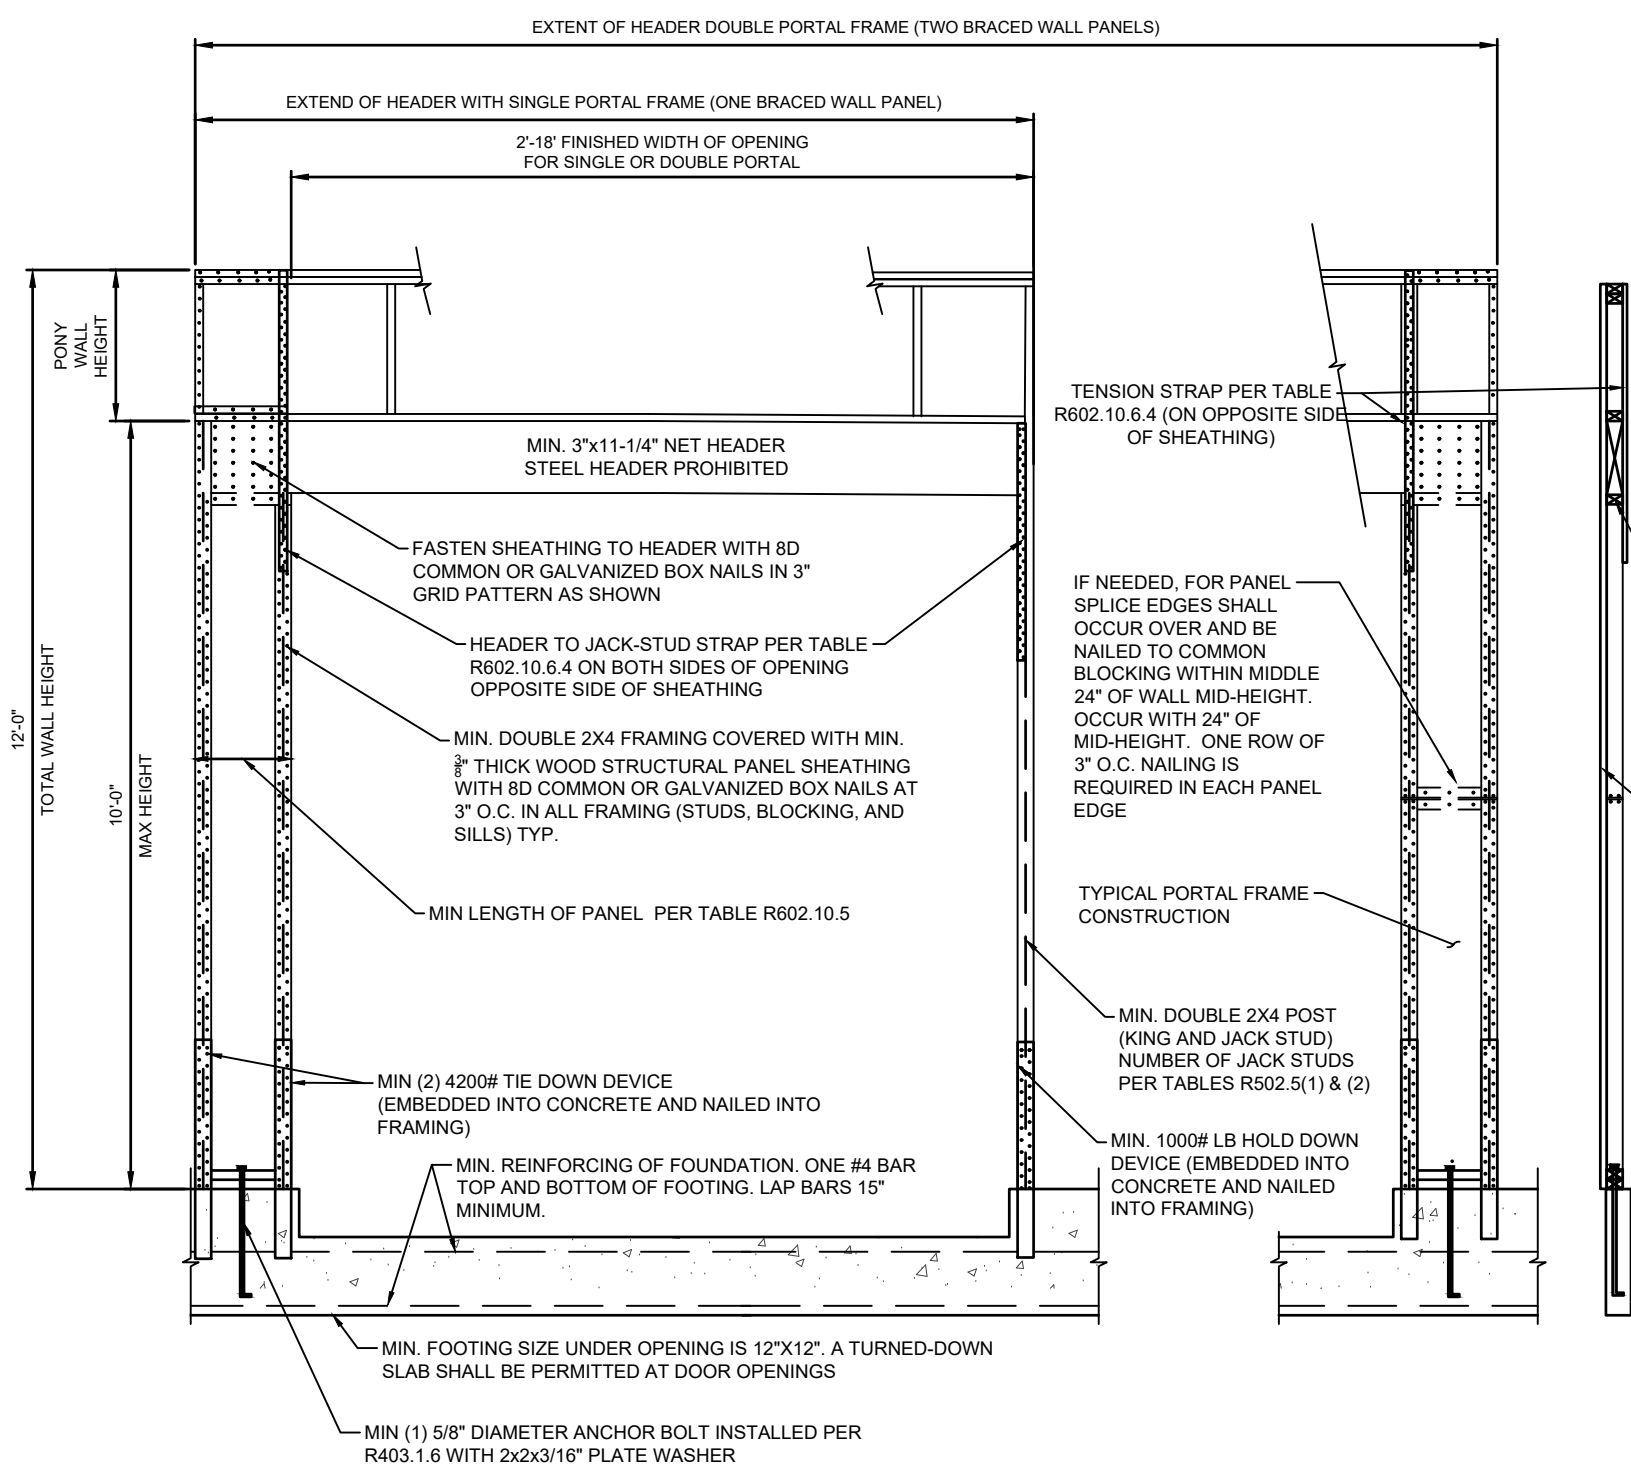 EXTENT OF HEADER DOUBLE PORTAL FRAME (TWO BRACED WALL PANELS)
EXTEND OF HEADER WITH SINGLE PORTAL FRAME (ONE BRACED WALL PANEL)
2'-18' FINISHED WIDTH OF OPENING
FOR SINGLE OR DOUBLE PORTAL
PONY
WALL
HEIGHT
12'-0"
TOTAL WALL HEIGHT
10'-0"
MAX HEIGHT
MIN. 3"x11-1/4" NET HEADER
STEEL HEADER PROHIBITED
TENSION STRAP PER TABLE
R602.10.6.4 (ON OPPOSITE SIDE
OF SHEATHING)
FASTEN SHEATHING TO HEADER WITH 8D
COMMON OR GALVANIZED BOX NAILS IN 3"
GRID PATTERN AS SHOWN
HEADER TO JACK-STUD STRAP PER TABLE
R602.10.6.4 ON BOTH SIDES OF OPENING
OPPOSITE SIDE OF SHEATHING
MIN. DOUBLE 2X4 FRAMING COVERED WITH MIN.
3/8" THICK WOOD STRUCTURAL PANEL SHEATHING
WITH 8D COMMON OR GALVANIZED BOX NAILS AT
3" O.C. IN ALL FRAMING (STUDS, BLOCKING, AND
SILLS) TYP.
MIN LENGTH OF PANEL PER TABLE R602.10.5
IF NEEDED, FOR PANEL
SPLICE EDGES SHALL
OCCUR OVER AND BE
NAILED TO COMMON
BLOCKING WITHIN MIDDLE
24" OF WALL MID-HEIGHT.
OCCUR WITH 24" OF
MID-HEIGHT. ONE ROW OF
3" O.C. NAILING IS
REQUIRED IN EACH PANEL
EDGE
TYPICAL PORTAL FRAME
CONSTRUCTION
MIN. DOUBLE 2X4 POST
(KING AND JACK STUD)
NUMBER OF JACK STUDS
PER TABLES R502.5(1) & (2)
MIN (2) 4200# TIE DOWN DEVICE
(EMBEDDED INTO CONCRETE AND NAILED INTO
FRAMING)
MIN. 1000# LB HOLD DOWN
DEVICE (EMBEDDED INTO
CONCRETE AND NAILED
INTO FRAMING)
MIN. REINFORCING OF FOUNDATION. ONE #4 BAR
TOP AND BOTTOM OF FOOTING. LAP BARS 15"
MINIMUM.
MIN. FOOTING SIZE UNDER OPENING IS 12"X12". A TURNED-DOWN
SLAB SHALL BE PERMITTED AT DOOR OPENINGS
MIN (1) 5/8" DIAMETER ANCHOR BOLT INSTALLED PER
R403.1.6 WITH 2x2x3/16" PLATE WASHER